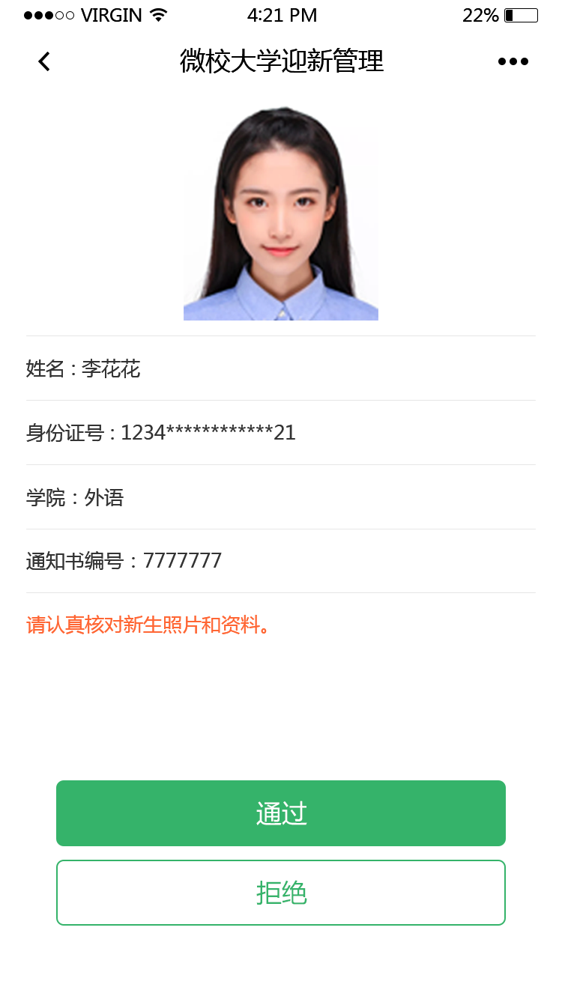 VIRGIN 4:21 PM 22%
微校大学迎新管理
姓名 : 李花花
身份证号 : 1234************21
学院 : 外语
通知书编号 : 7777777
请认真核对新生照片和资料。
通过
拒绝